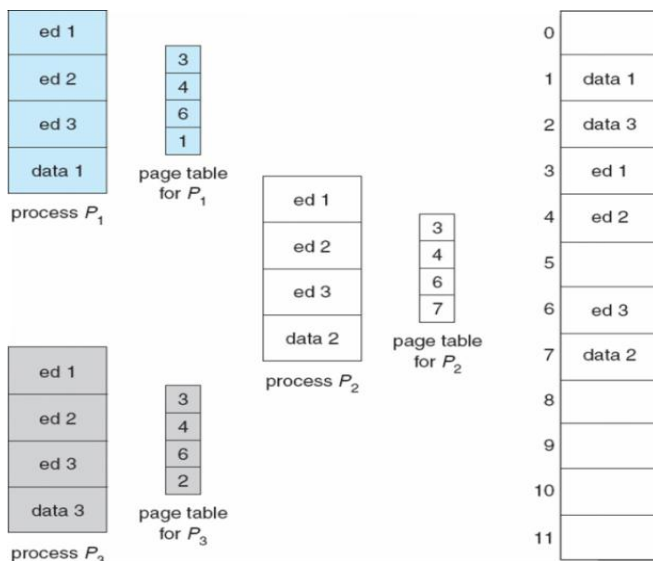 ed 1
ed 2
ed 3
data 1
process P1
3
4
6
1
page table
for P1
ed 1
ed 2
ed 3
data 2
process P2
3
4
6
7
page table
for P2
ed 1
ed 2
ed 3
data 3
process P3
3
4
6
2
page table
for P3
0
1 data 1
2 data 3
3 ed 1
4 ed 2
5
6 ed 3
7 data 2
8
9
10
11